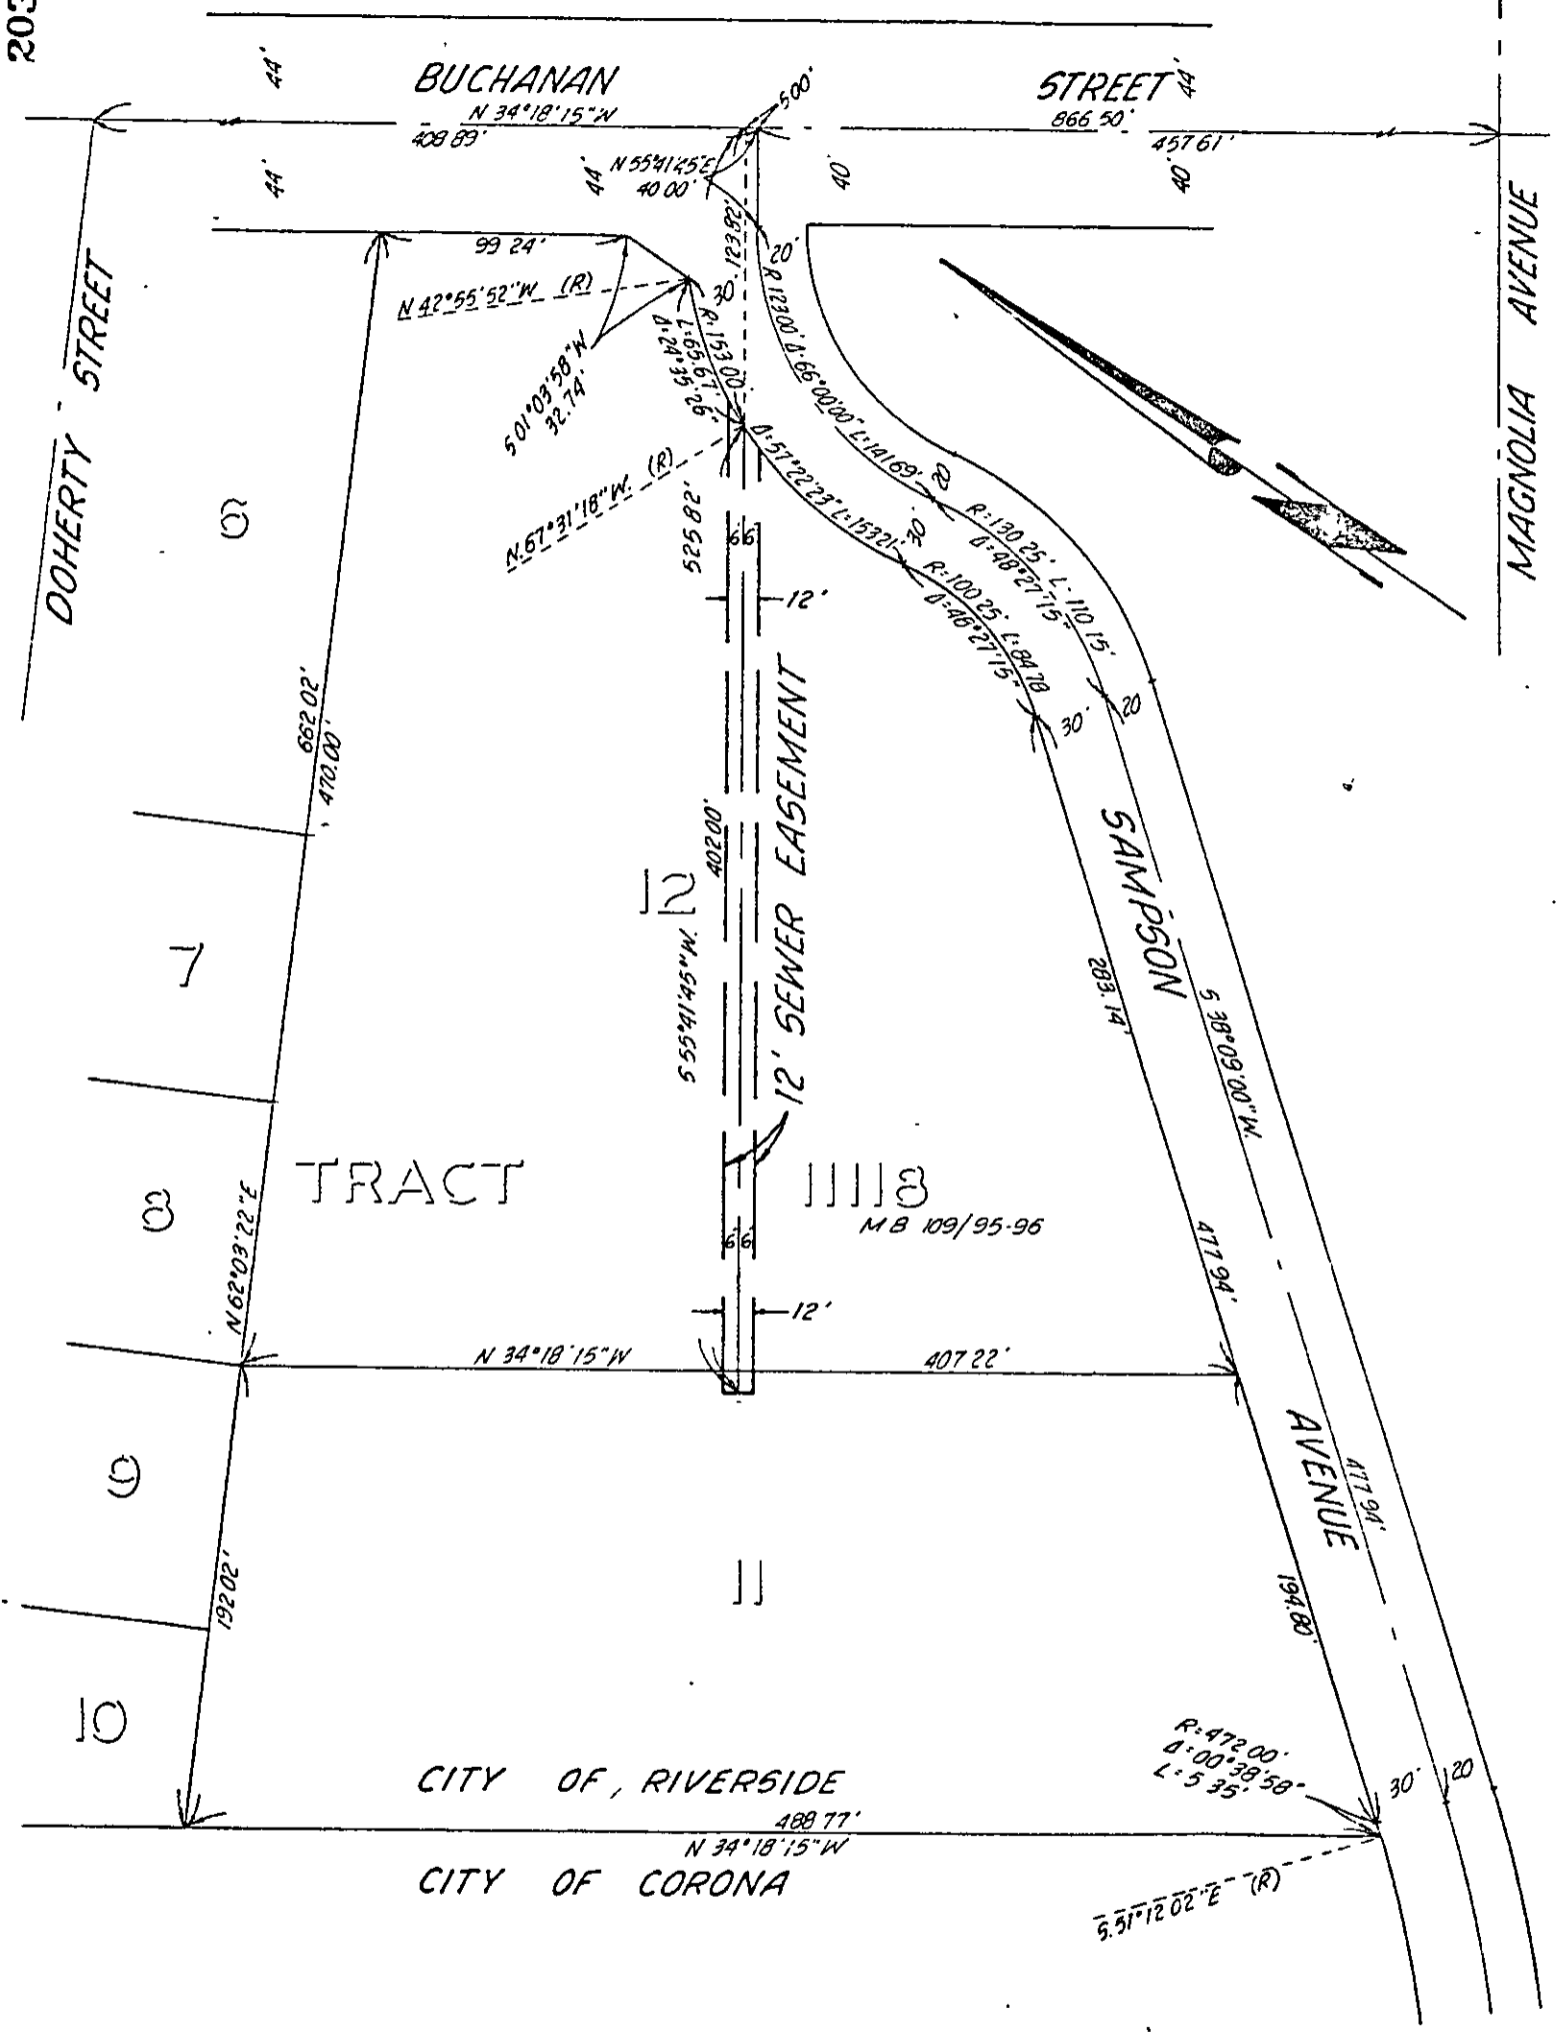 203
44'
BUCHANAN
STREET
44'
N 34°18'15"W
866.50'
408.89'
5.00'
457.61'
44'
44'
N 55°41'45"E
40.00'
40'
40'
DOHERTY STREET
MAGNOLIA AVENUE
99.24'
123.82'
20'
N 42°55'52"W (R)
30'
S 01°03'58"W
32.74'
R=153.00'
L=65.67'
Δ=24°35'26"
R=123.00' Δ=66°00'00" L=141.69'
N.67°31'18"W. (R)
Δ=57°22'23" L=153.21'
20'
30'
R=130.25' L=110.15'
Δ=48°27'15"
R=100.25' L=84.78'
Δ=48°27'15"
525.82'
6' 6'
12'
6
662.02'
470.00'
30'
20'
12
402.00'
S 55°41'45"W.
12' SEWER EASEMENT
SAMPSON
S 38°09'00"W.
283.14'
7
8
TRACT
11118
M B 109/95-96
N 62°03'22"E
6' 6'
12'
477.94'
N 34°18'15"W
407.22'
AVENUE
477.94'
9
192.02'
11
194.80'
10
R=472.00'
Δ=00°38'58"
L=5.35'
30'
20'
CITY OF RIVERSIDE
488.77'
N 34°18'15"W
CITY OF CORONA
S.51°12'02"E (R)